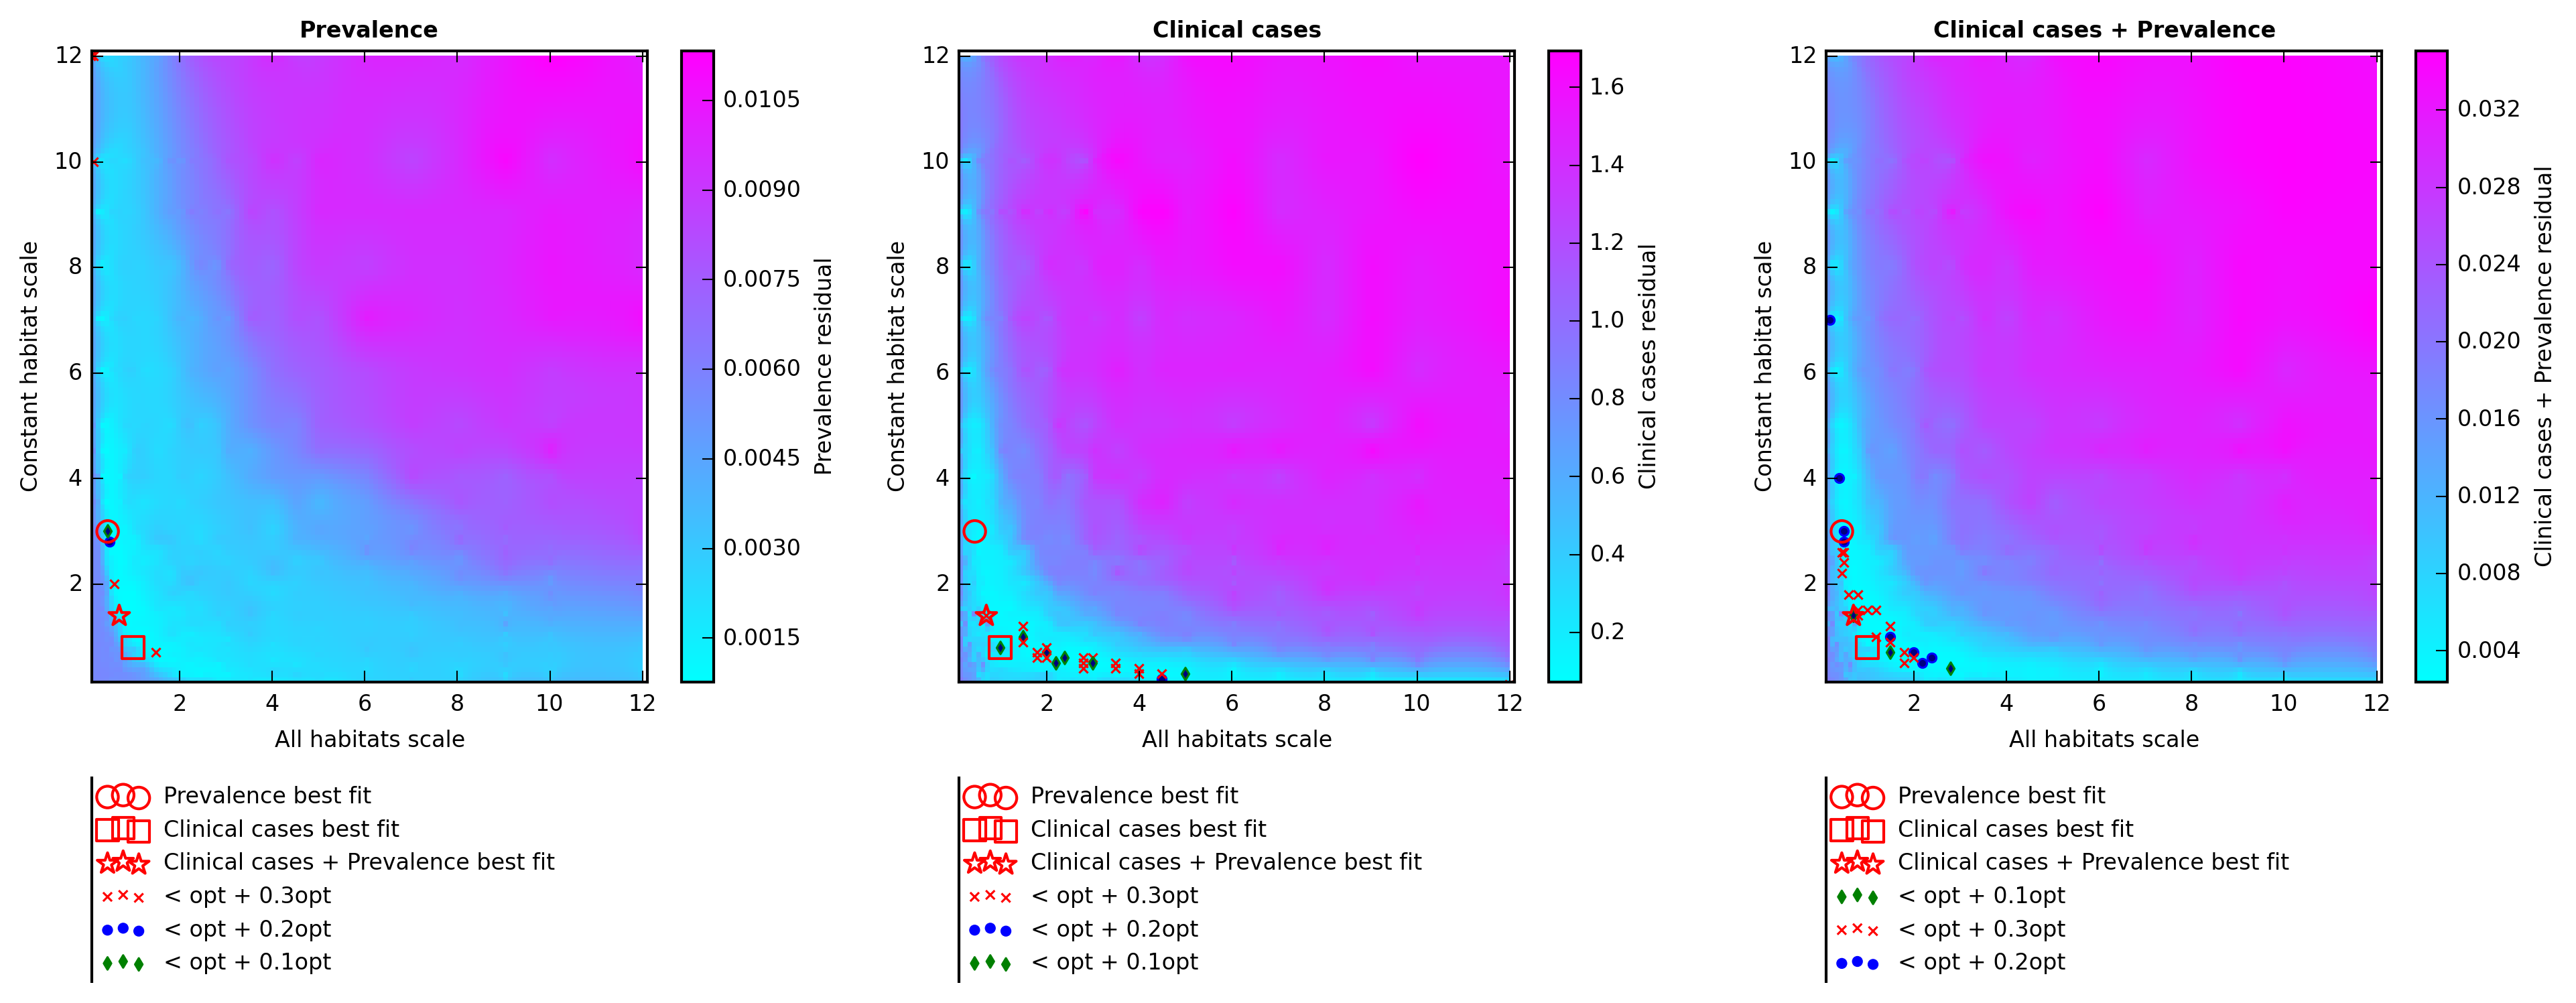 Prevalence
12
10
8
6
4
2
2 4 6 8 10 12
Constant habitat scale
All habitats scale
0.0105
0.0090
0.0075
0.0060
0.0045
0.0030
0.0015
Prevalence residual
Prevalence best fit
Clinical cases best fit
Clinical cases + Prevalence best fit
< opt + 0.3opt
< opt + 0.2opt
< opt + 0.1opt
Clinical cases
12
10
8
6
4
2
2 4 6 8 10 12
Constant habitat scale
All habitats scale
1.6
1.4
1.2
1.0
0.8
0.6
0.4
0.2
Clinical cases residual
Prevalence best fit
Clinical cases best fit
Clinical cases + Prevalence best fit
< opt + 0.3opt
< opt + 0.2opt
< opt + 0.1opt
Clinical cases + Prevalence
12
10
8
6
4
2
2 4 6 8 10 12
Constant habitat scale
All habitats scale
0.032
0.028
0.024
0.020
0.016
0.012
0.008
0.004
Clinical cases + Prevalence residual
Prevalence best fit
Clinical cases best fit
Clinical cases + Prevalence best fit
< opt + 0.1opt
< opt + 0.3opt
< opt + 0.2opt